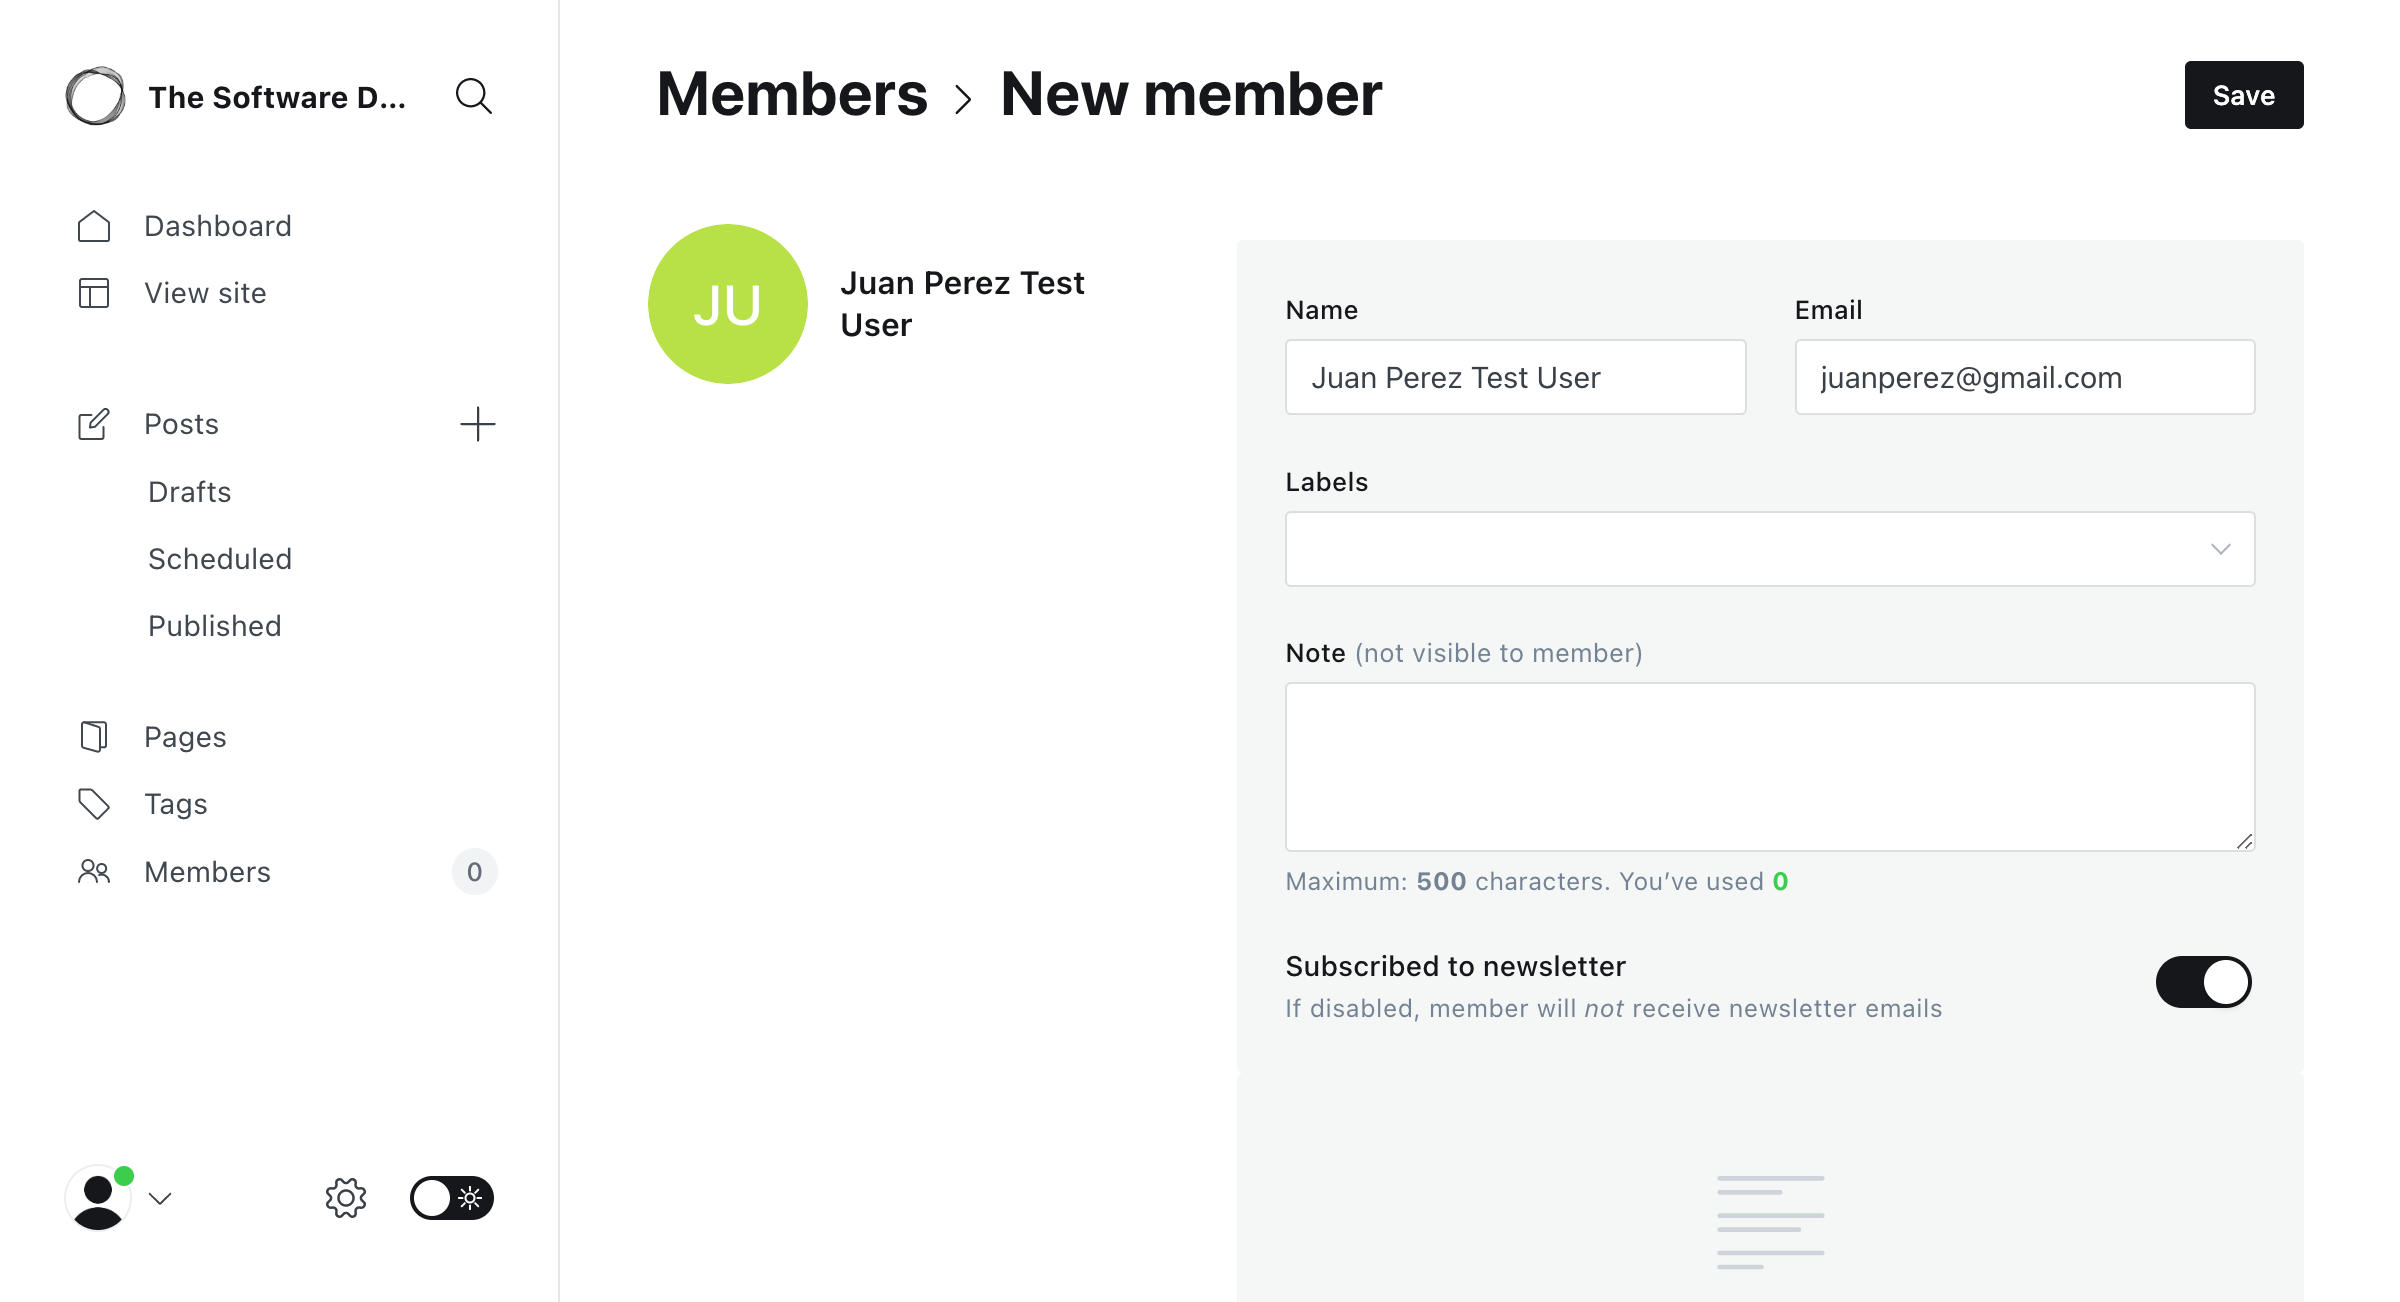 The Software D...
Dashboard
View site
Posts
Drafts
Scheduled
Published
Pages
Tags
Members 0
Members > New member
Save
JU
Juan Perez Test
User
Name
Juan Perez Test User
Email
juanperez@gmail.com
Labels
Note (not visible to member)
Maximum: 500 characters. You’ve used 0
Subscribed to newsletter
If disabled, member will not receive newsletter emails